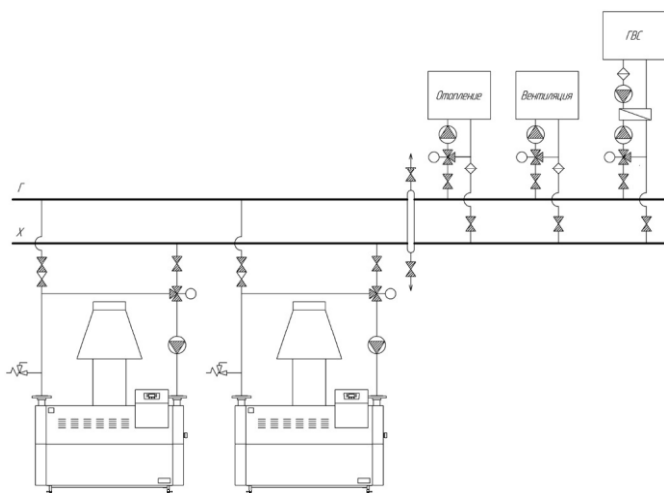 ГВС
Отопление
Вентиляция
Г
Х